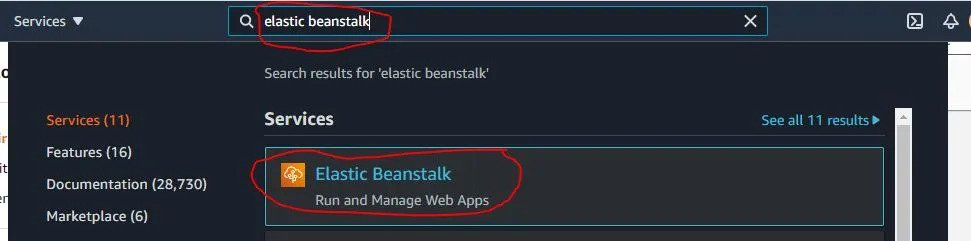 Services ▼
elastic beanstalk
Search results for 'elastic beanstalk'
Services (11)
Features (16)
Documentation (28,730)
Marketplace (6)
Services
See all 11 results ▶
Elastic Beanstalk
Run and Manage Web Apps